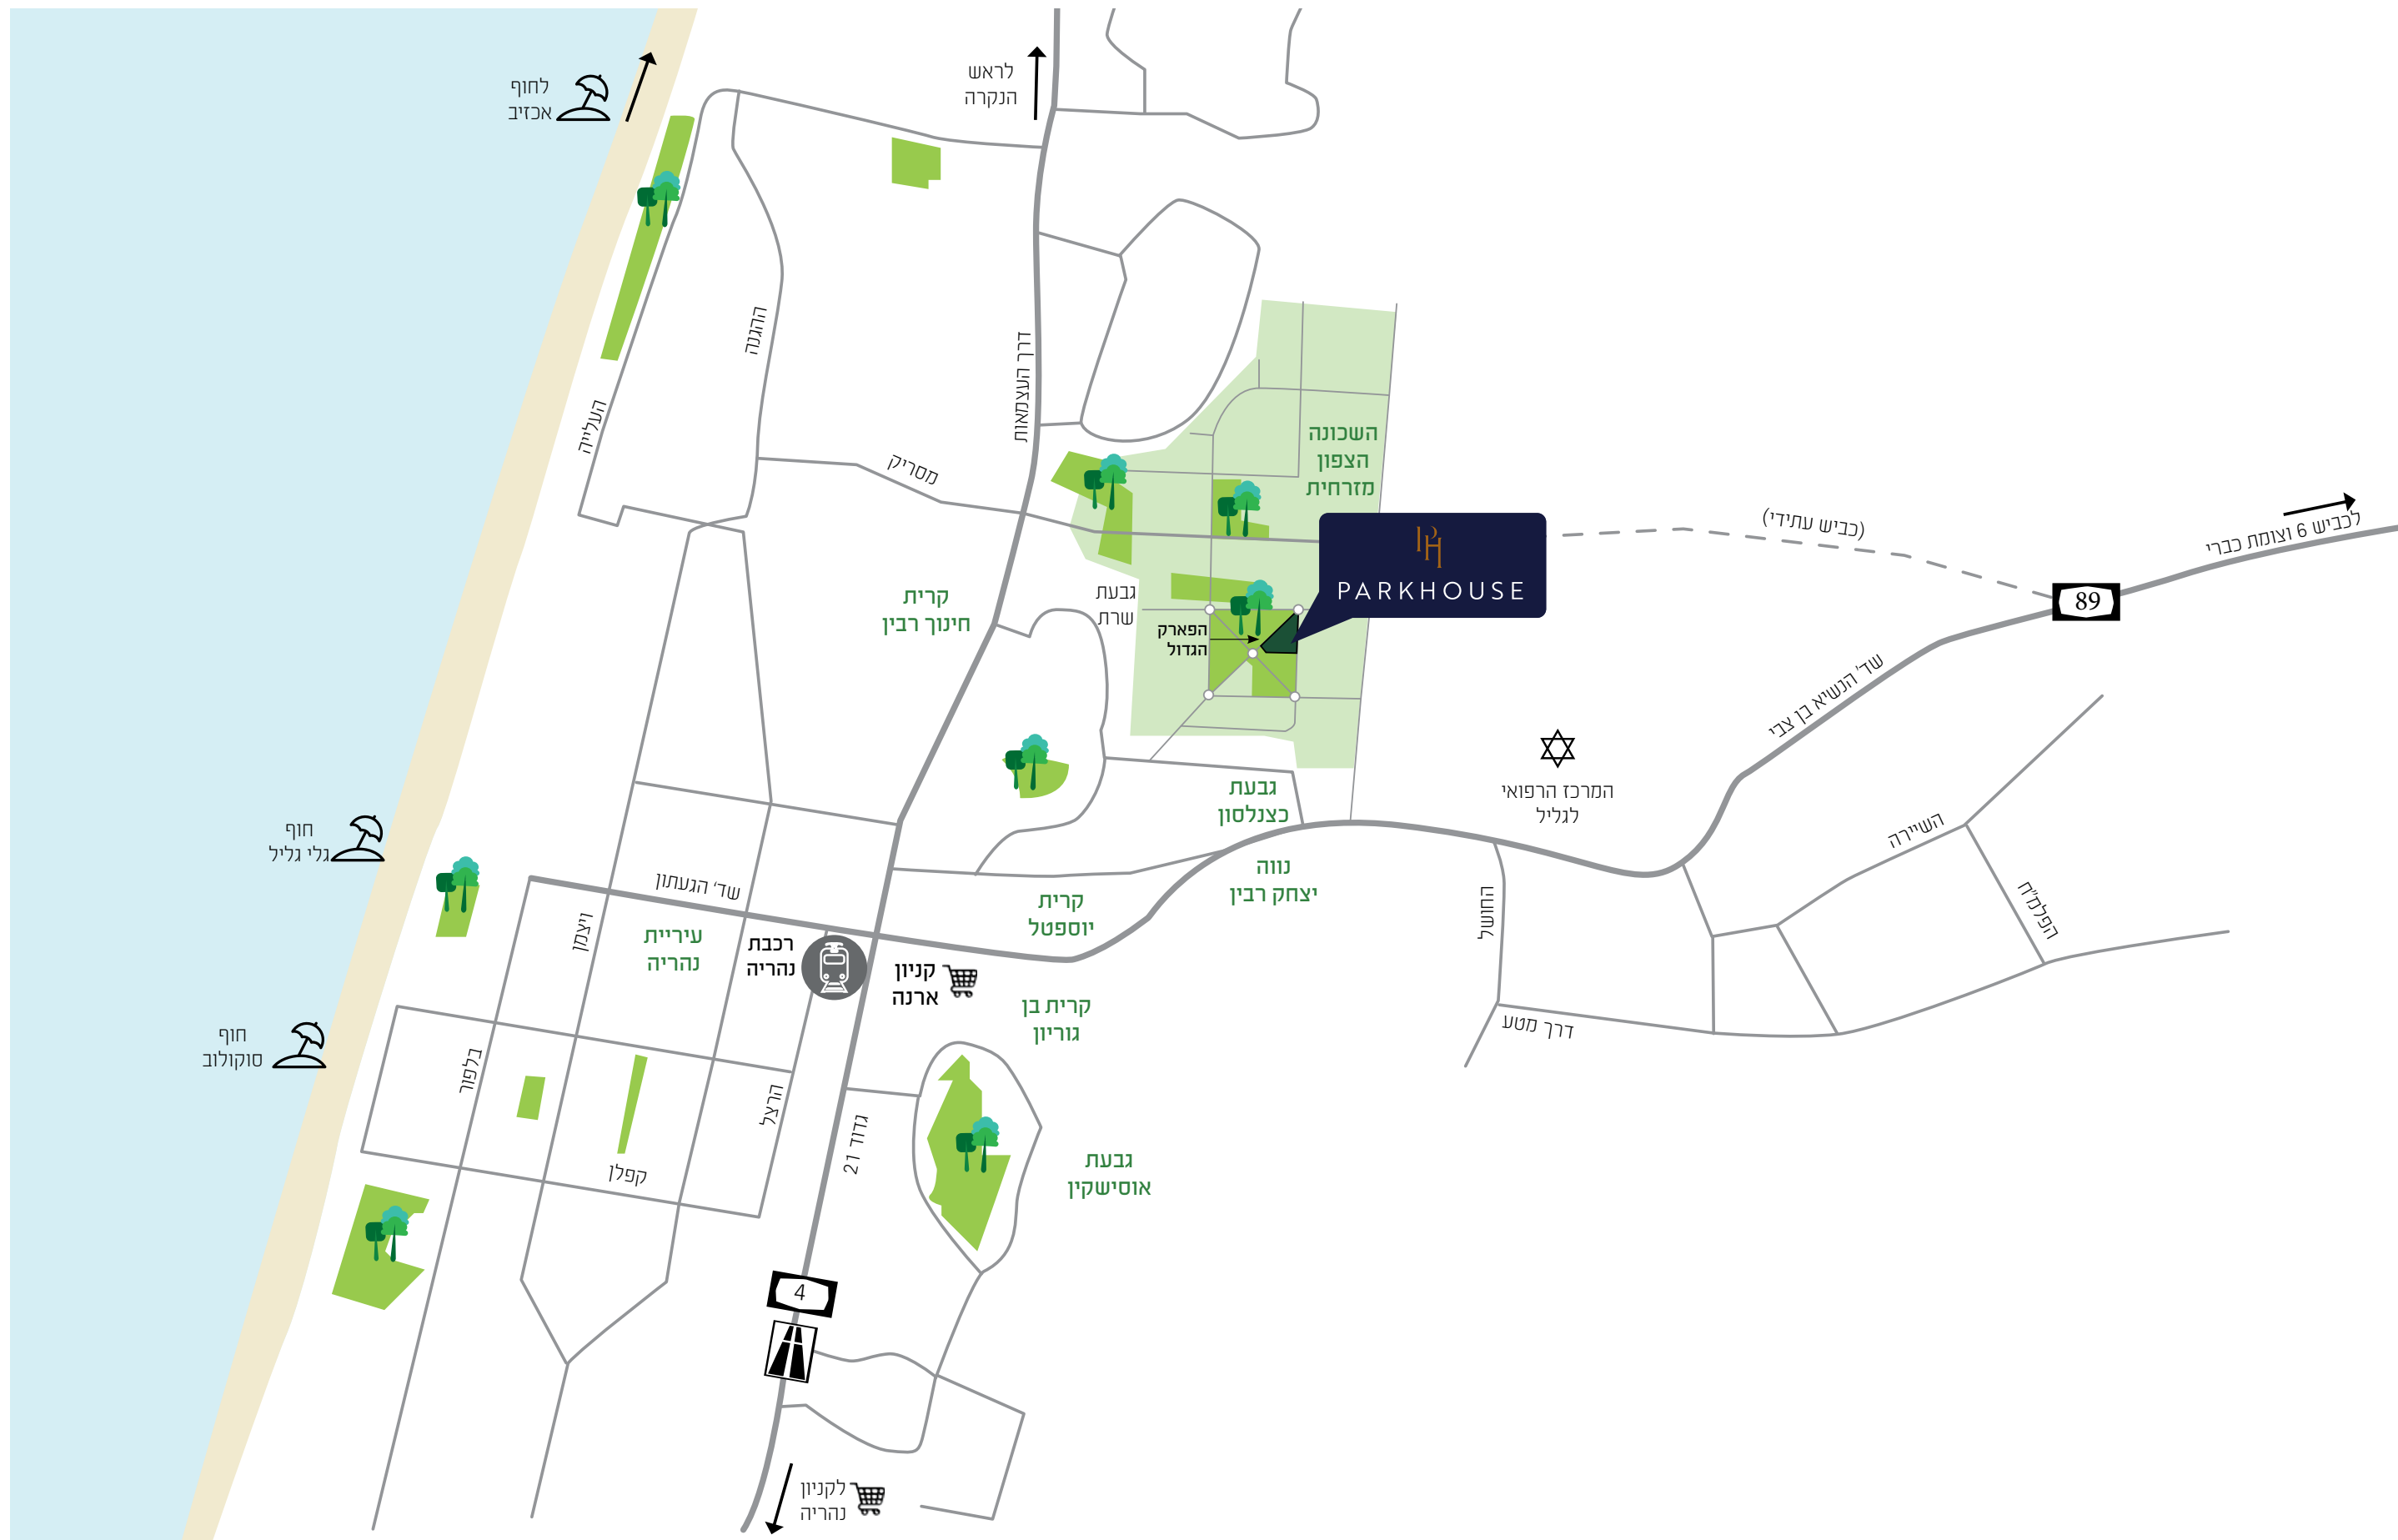 לראש
הנקרה
לחוף
אכזיב
ההגנה
העלייה
דרך העצמאות
מסריק
השכונה
הצפון
מזרחית
(כביש עתידי)
לכביש 6 וצומת כברי
PH
PARKHOUSE
89
קרית
חינוך רבין
גבעת
שרת
הפארק
הגדול
שד' הנשיא בן צבי
המרכז הרפואי
לגליל
גבעת
כצנלסון
חוף
גלי גליל
השיירה
נווה
יצחק רבין
שד' הגעתון
קרית
יוספטל
החושל
הפלמ"ח
ויצמן
עיריית
נהריה
רכבת
נהריה
קניון
ארנה
קרית בן
גוריון
דרך מטע
חוף
סוקולוב
בלפור
הרצל
גדוד 21
קפלן
גבעת
אוסישקין
4
לקניון
נהריה